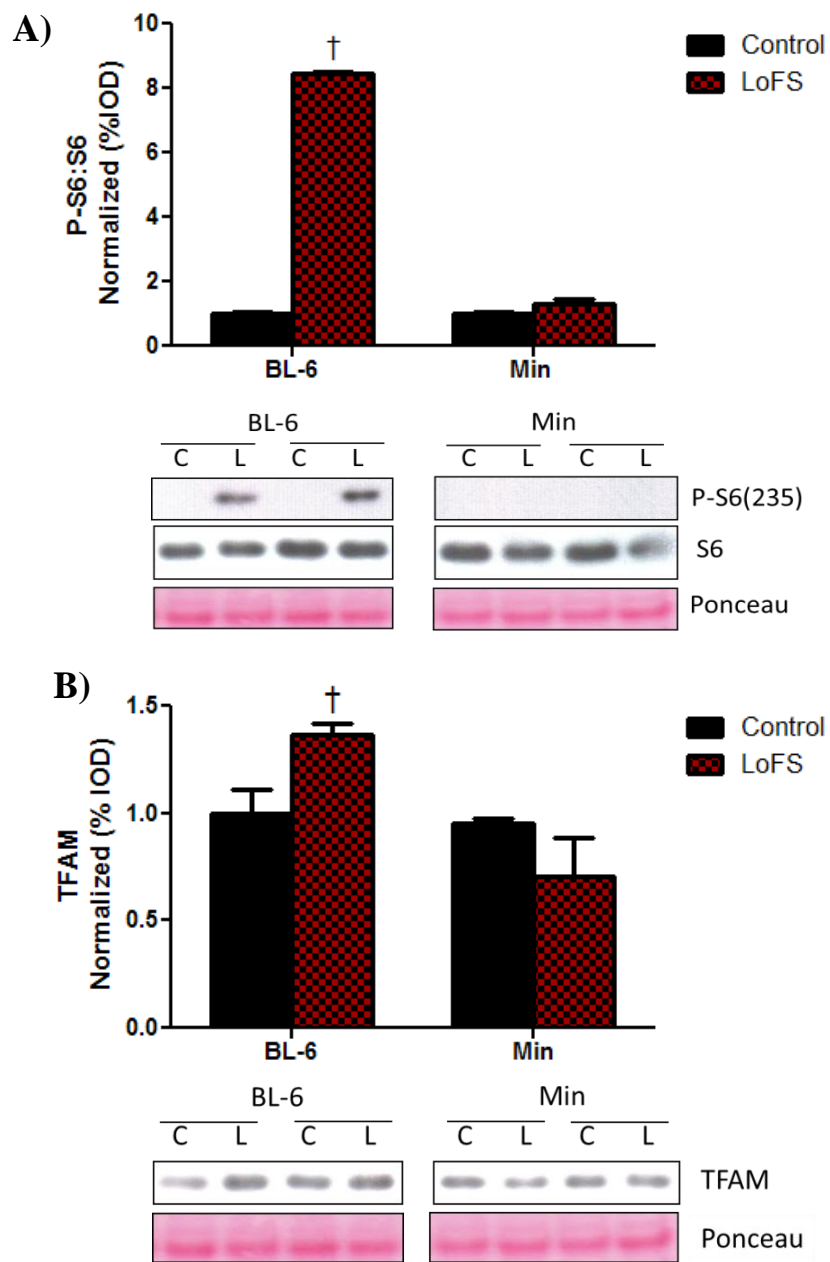 A)
P-S6:S6
Normalized (%IOD)
10
8
6
4
2
0
†
BL-6 Min
Control
LoFS
BL-6 Min
C L C L C L C L
P-S6(235)
S6
Ponceau
B)
TFAM
Normalized (% IOD)
1.5
1.0
0.5
0.0
†
BL-6 Min
Control
LoFS
BL-6 Min
C L C L C L C L
TFAM
Ponceau